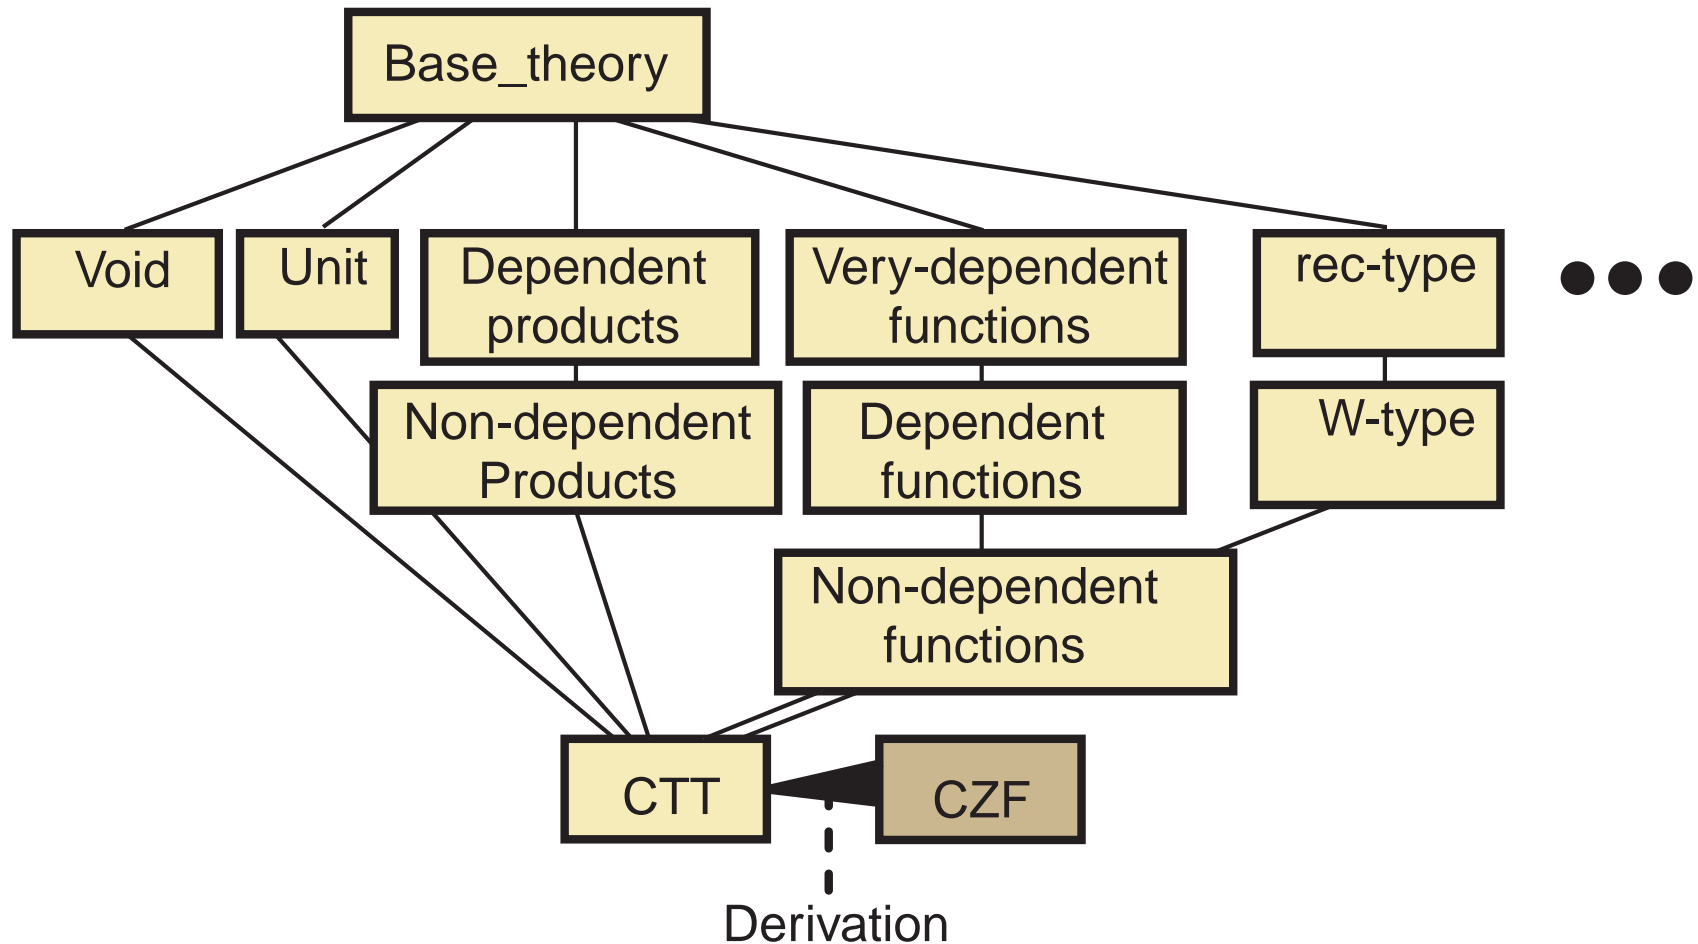 Base_theory
Void
Unit
Dependent
products
Very-dependent
functions
rec-type
Non-dependent
Products
Dependent
functions
W-type
Non-dependent
functions
CTT
CZF
Derivation